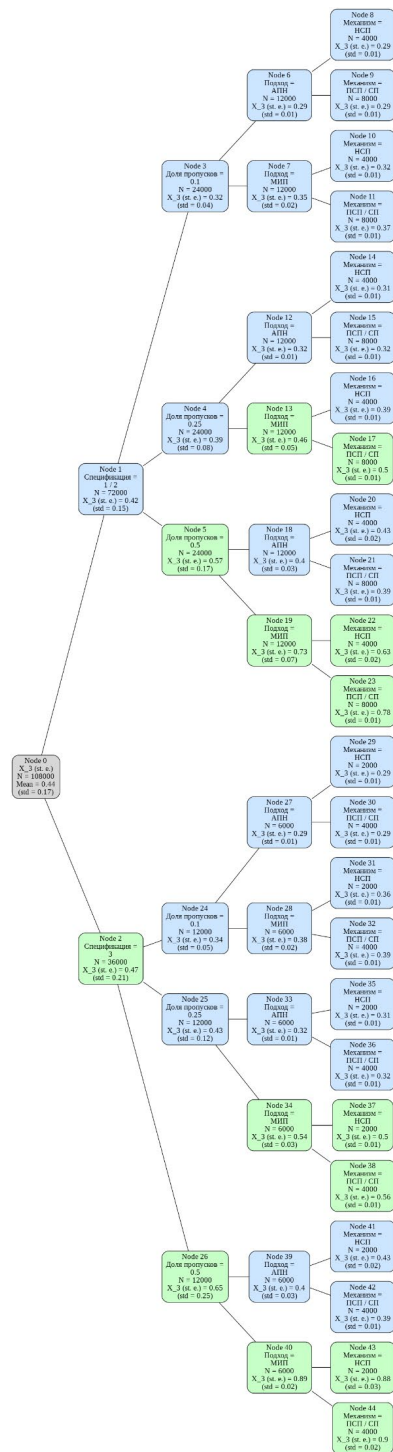 Node 8
Механизм =
НСП
N = 4000
X_3 (st. e.) = 0.29
(std = 0.01)
Node 6
Подход =
АПН
N = 12000
X_3 (st. e.) = 0.29
(std = 0.01)
Node 9
Механизм =
ПСП / СП
N = 8000
X_3 (st. e.) = 0.29
(std = 0.01)
Node 10
Механизм =
НСП
N = 4000
X_3 (st. e.) = 0.32
(std = 0.01)
Node 3
Доля пропусков =
0.1
N = 24000
X_3 (st. e.) = 0.32
(std = 0.04)
Node 7
Подход =
МИП
N = 12000
X_3 (st. e.) = 0.35
(std = 0.02)
Node 11
Механизм =
ПСП / СП
N = 8000
X_3 (st. e.) = 0.37
(std = 0.01)
Node 14
Механизм =
НСП
N = 4000
X_3 (st. e.) = 0.31
(std = 0.01)
Node 12
Подход =
АПН
N = 12000
X_3 (st. e.) = 0.32
(std = 0.01)
Node 15
Механизм =
ПСП / СП
N = 8000
X_3 (st. e.) = 0.32
(std = 0.01)
Node 16
Механизм =
НСП
N = 4000
X_3 (st. e.) = 0.39
(std = 0.01)
Node 4
Доля пропусков =
0.25
N = 24000
X_3 (st. e.) = 0.39
(std = 0.08)
Node 13
Подход =
МИП
N = 12000
X_3 (st. e.) = 0.46
(std = 0.05)
Node 17
Механизм =
ПСП / СП
N = 8000
X_3 (st. e.) = 0.5
(std = 0.01)
Node 1
Спецификация =
1 / 2
N = 72000
X_3 (st. e.) = 0.42
(std = 0.15)
Node 20
Механизм =
НСП
N = 4000
X_3 (st. e.) = 0.43
(std = 0.02)
Node 5
Доля пропусков =
0.5
N = 24000
X_3 (st. e.) = 0.57
(std = 0.17)
Node 18
Подход =
АПН
N = 12000
X_3 (st. e.) = 0.4
(std = 0.03)
Node 21
Механизм =
ПСП / СП
N = 8000
X_3 (st. e.) = 0.39
(std = 0.01)
Node 19
Подход =
МИП
N = 12000
X_3 (st. e.) = 0.73
(std = 0.07)
Node 22
Механизм =
НСП
N = 4000
X_3 (st. e.) = 0.63
(std = 0.02)
Node 23
Механизм =
ПСП / СП
N = 8000
X_3 (st. e.) = 0.78
(std = 0.01)
Node 0
X_3 (st. e.)
N = 108000
Mean = 0.44
(std = 0.17)
Node 29
Механизм =
НСП
N = 2000
X_3 (st. e.) = 0.29
(std = 0.01)
Node 27
Подход =
АПН
N = 6000
X_3 (st. e.) = 0.29
(std = 0.01)
Node 30
Механизм =
ПСП / СП
N = 4000
X_3 (st. e.) = 0.29
(std = 0.01)
Node 31
Механизм =
НСП
N = 2000
X_3 (st. e.) = 0.36
(std = 0.01)
Node 24
Доля пропусков =
0.1
N = 12000
X_3 (st. e.) = 0.34
(std = 0.05)
Node 28
Подход =
МИП
N = 6000
X_3 (st. e.) = 0.38
(std = 0.02)
Node 32
Механизм =
ПСП / СП
N = 4000
X_3 (st. e.) = 0.39
(std = 0.01)
Node 2
Спецификация =
3
N = 36000
X_3 (st. e.) = 0.47
(std = 0.21)
Node 35
Механизм =
НСП
N = 2000
X_3 (st. e.) = 0.31
(std = 0.01)
Node 25
Доля пропусков =
0.25
N = 12000
X_3 (st. e.) = 0.43
(std = 0.12)
Node 33
Подход =
АПН
N = 6000
X_3 (st. e.) = 0.32
(std = 0.01)
Node 36
Механизм =
ПСП / СП
N = 4000
X_3 (st. e.) = 0.32
(std = 0.01)
Node 34
Подход =
МИП
N = 6000
X_3 (st. e.) = 0.54
(std = 0.03)
Node 37
Механизм =
НСП
N = 2000
X_3 (st. e.) = 0.5
(std = 0.01)
Node 38
Механизм =
ПСП / СП
N = 4000
X_3 (st. e.) = 0.56
(std = 0.01)
Node 41
Механизм =
НСП
N = 2000
X_3 (st. e.) = 0.43
(std = 0.02)
Node 26
Доля пропусков =
0.5
N = 12000
X_3 (st. e.) = 0.65
(std = 0.25)
Node 39
Подход =
АПН
N = 6000
X_3 (st. e.) = 0.4
(std = 0.03)
Node 42
Механизм =
ПСП / СП
N = 4000
X_3 (st. e.) = 0.39
(std = 0.01)
Node 40
Подход =
МИП
N = 6000
X_3 (st. e.) = 0.89
(std = 0.02)
Node 43
Механизм =
НСП
N = 2000
X_3 (st. e.) = 0.88
(std = 0.03)
Node 44
Механизм =
ПСП / СП
N = 4000
X_3 (st. e.) = 0.9
(std = 0.02)